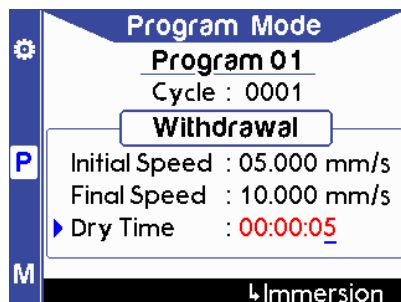 Program Mode
Program 01
Cycle : 0001
Withdrawal
P
Initial Speed : 05.000 mm/s
Final Speed : 10.000 mm/s
Dry Time : 00:00:05
M
↳Immersion